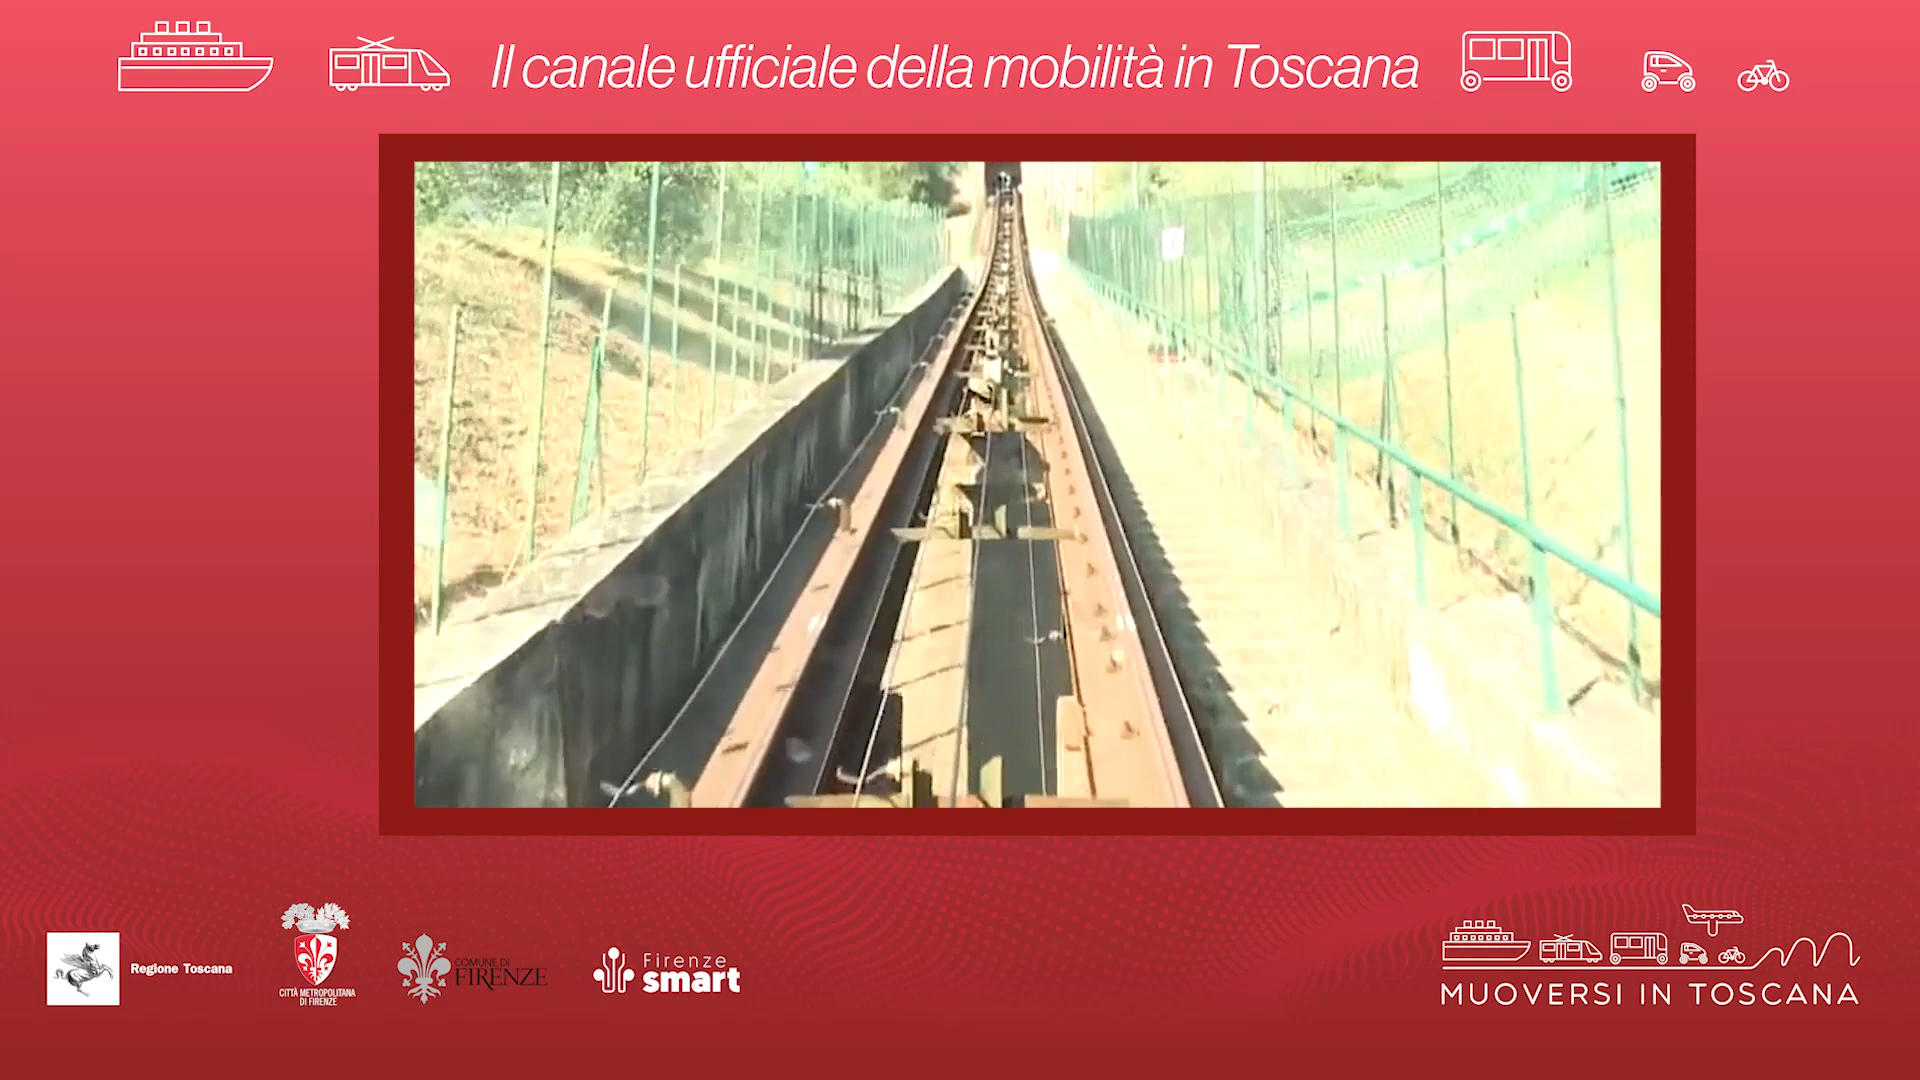 Il canale ufficiale della mobilità in Toscana
Regione Toscana
CITTÀ METROPOLITANA
DI FIRENZE
COMUNE DI
FIRENZE
Firenze
smart
MUOVERSI IN TOSCANA